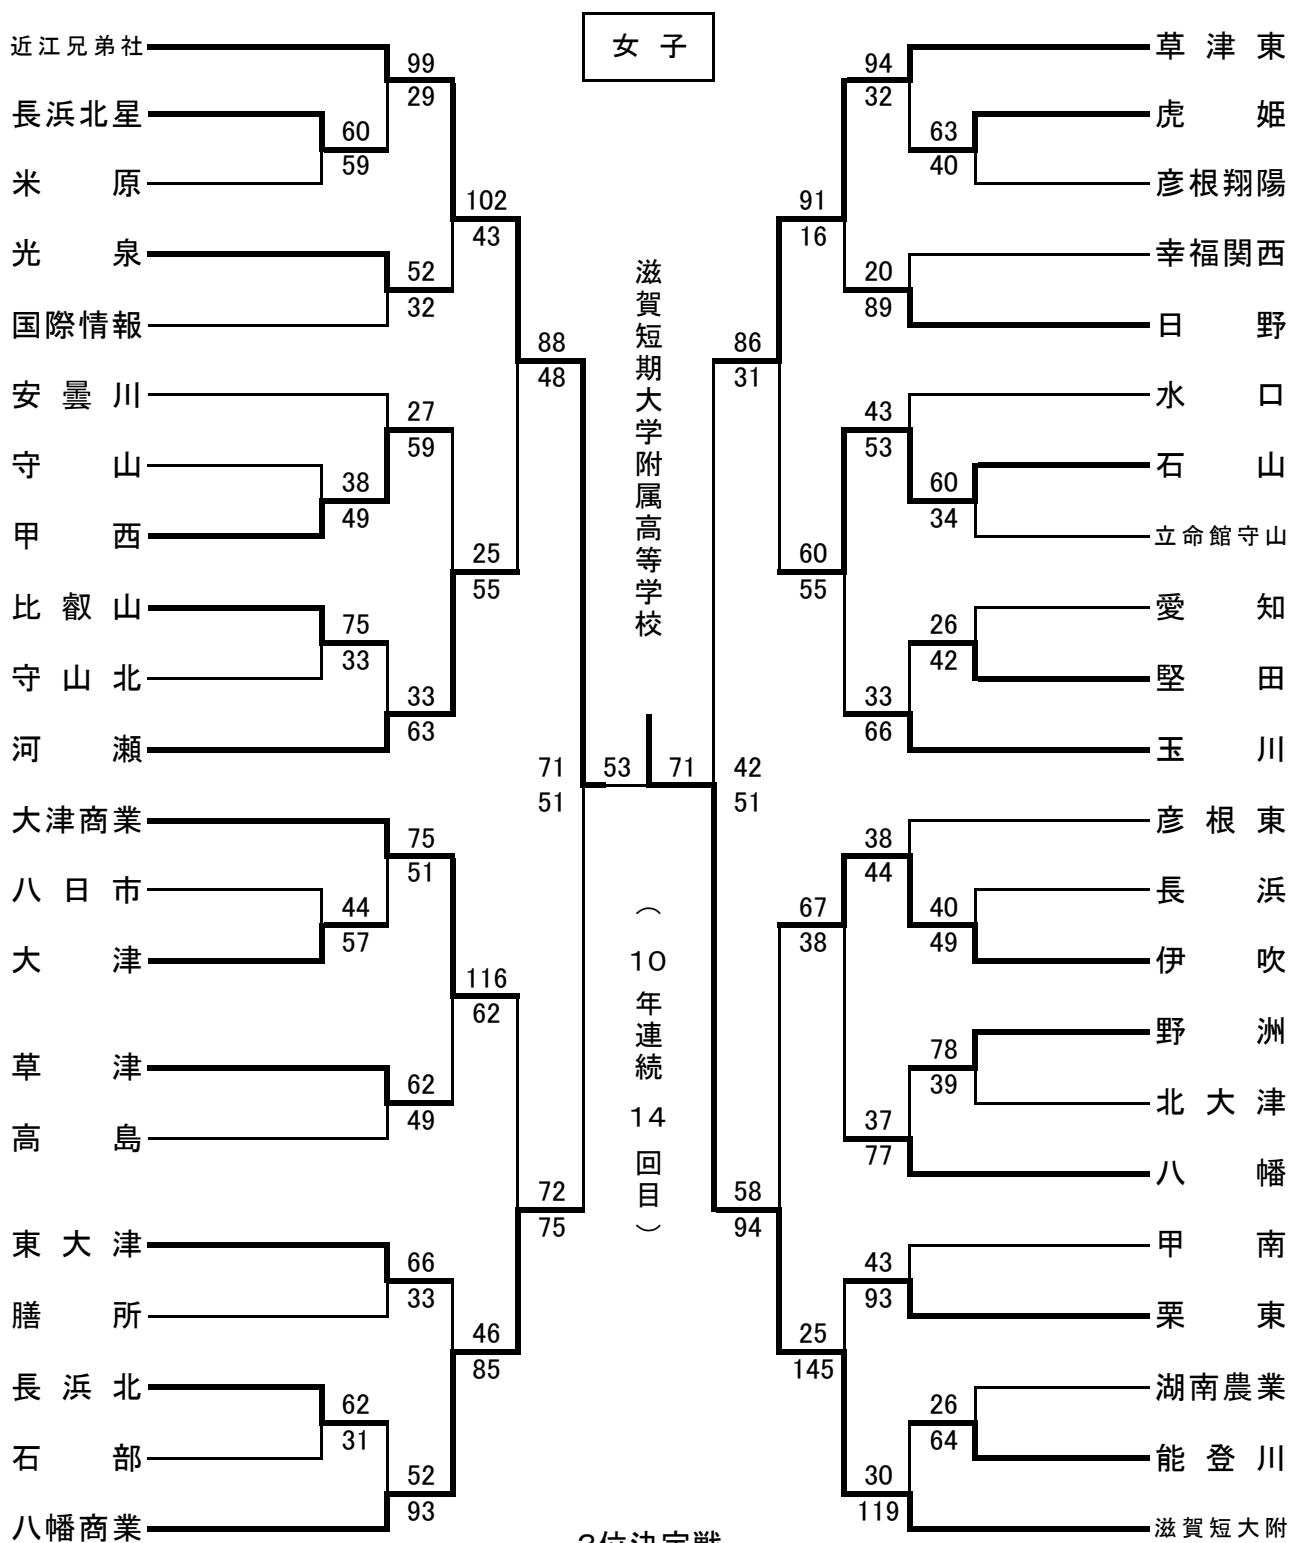 女子
近江兄弟社
長浜北星
米原
光泉
国際情報
安曇川
守山
甲西
比叡山
守山北
河瀬
大津商業
八日市
大津
草津
高島
東大津
膳所
長浜北
石部
八幡商業
99
29
60
59
102
43
52
32
88
48
27
59
38
49
25
55
75
33
33
63
71
51
53
75
51
44
57
116
62
62
49
72
75
66
33
46
85
62
31
52
93
滋賀短期大学附属高等学校
（10年連続14回目）
94
32
63
40
91
16
20
89
86
31
43
53
60
34
60
55
26
42
33
66
71
42
51
38
44
67
38
40
49
78
39
37
77
58
94
43
93
25
145
26
64
30
119
草津東
虎姫
彦根翔陽
幸福関西
日野
水口
石山
立命館守山
愛知
堅田
玉川
彦根東
長浜
伊吹
野洲
北大津
八幡
甲南
栗東
湖南農業
能登川
滋賀短大附
3位決定戦